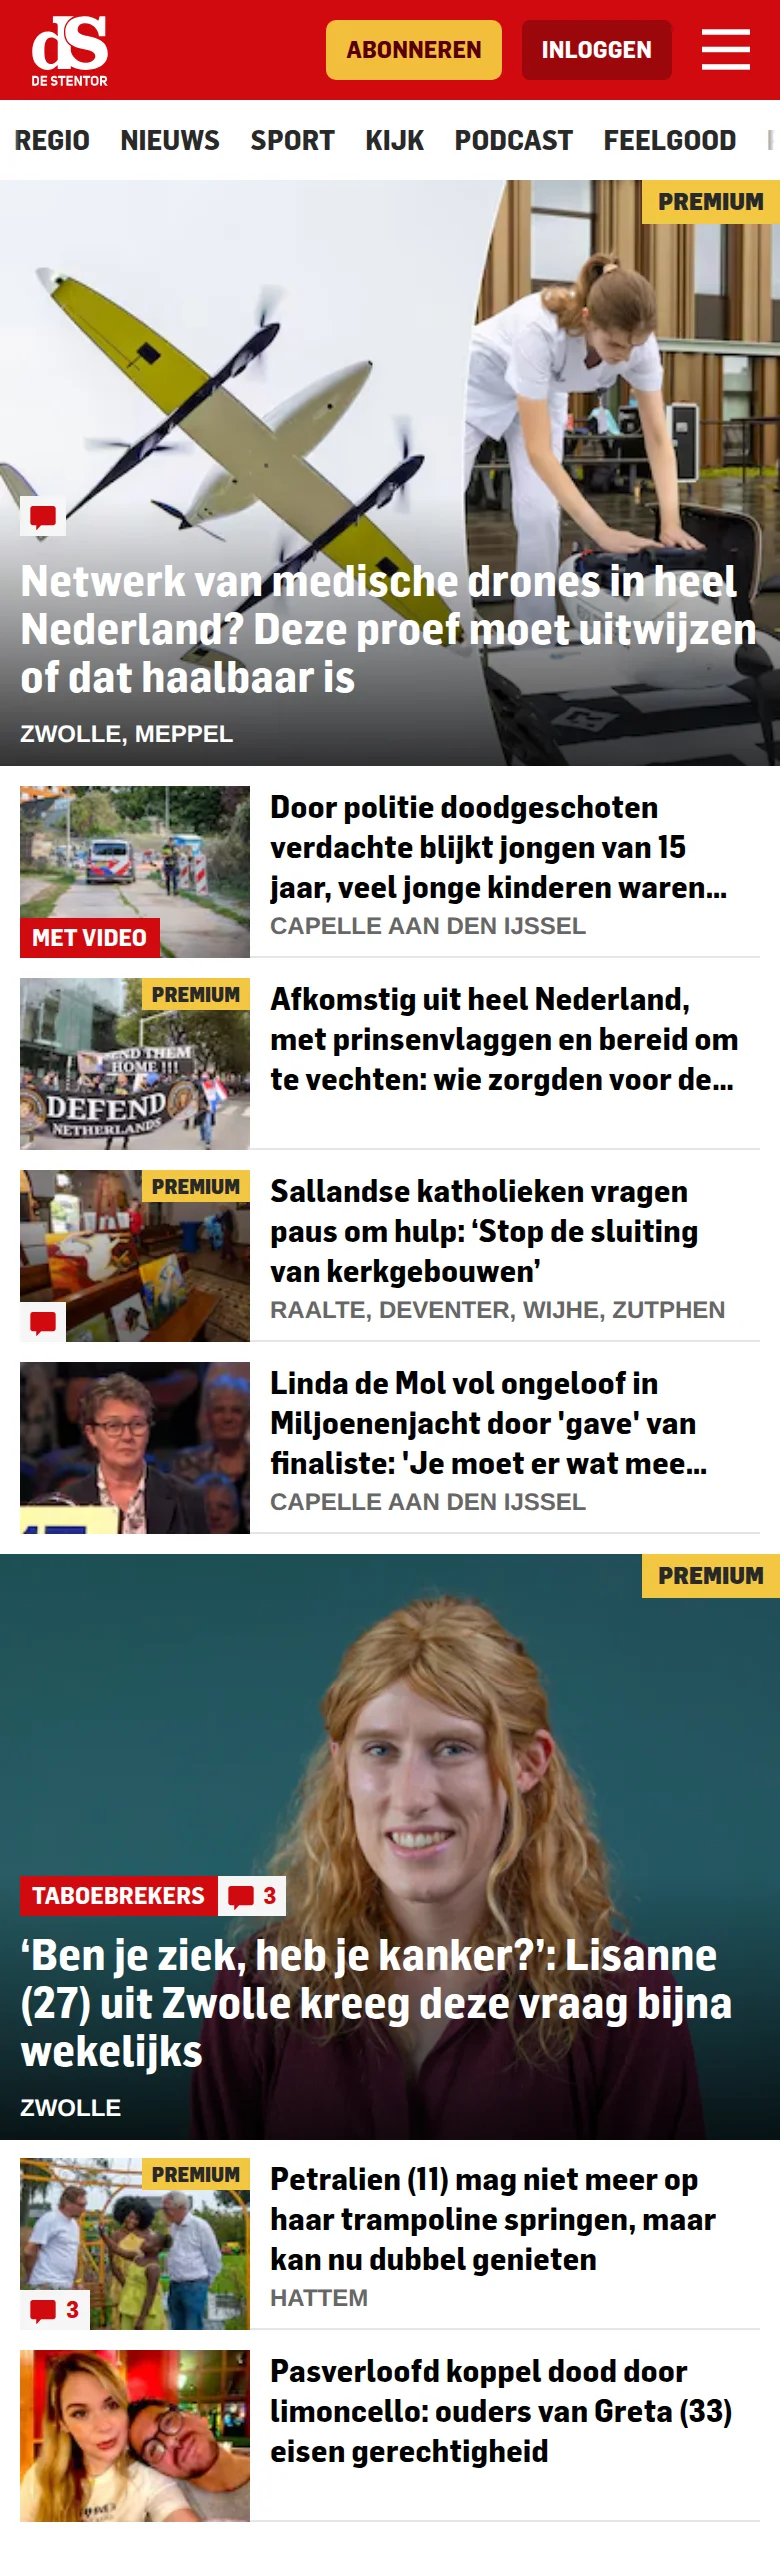 dS
DE STENTOR
ABONNEREN
INLOGGEN
REGIO NIEUWS SPORT KIJK PODCAST FEELGOOD
PREMIUM
Netwerk van medische drones in heel
Nederland? Deze proef moet uitwijzen
of dat haalbaar is
ZWOLLE, MEPPEL
MET VIDEO
Door politie doodgeschoten
verdachte blijkt jongen van 15
jaar, veel jonge kinderen waren...
CAPELLE AAN DEN IJSSEL
PREMIUM
SEND THEM
HOME !!!
DEFEND
NETHERLANDS
Afkomstig uit heel Nederland,
met prinsenvlaggen en bereid om
te vechten: wie zorgden voor de...
PREMIUM
Sallandse katholieken vragen
paus om hulp: ‘Stop de sluiting
van kerkgebouwen’
RAALTE, DEVENTER, WIJHE, ZUTPHEN
Linda de Mol vol ongeloof in
Miljoenenjacht door 'gave' van
finaliste: 'Je moet er wat mee...
CAPELLE AAN DEN IJSSEL
PREMIUM
TABOEBREKERS 3
‘Ben je ziek, heb je kanker?’: Lisanne
(27) uit Zwolle kreeg deze vraag bijna
wekelijks
ZWOLLE
PREMIUM
3
Petralien (11) mag niet meer op
haar trampoline springen, maar
kan nu dubbel genieten
HATTEM
Pasverloofd koppel dood door
limoncello: ouders van Greta (33)
eisen gerechtigheid